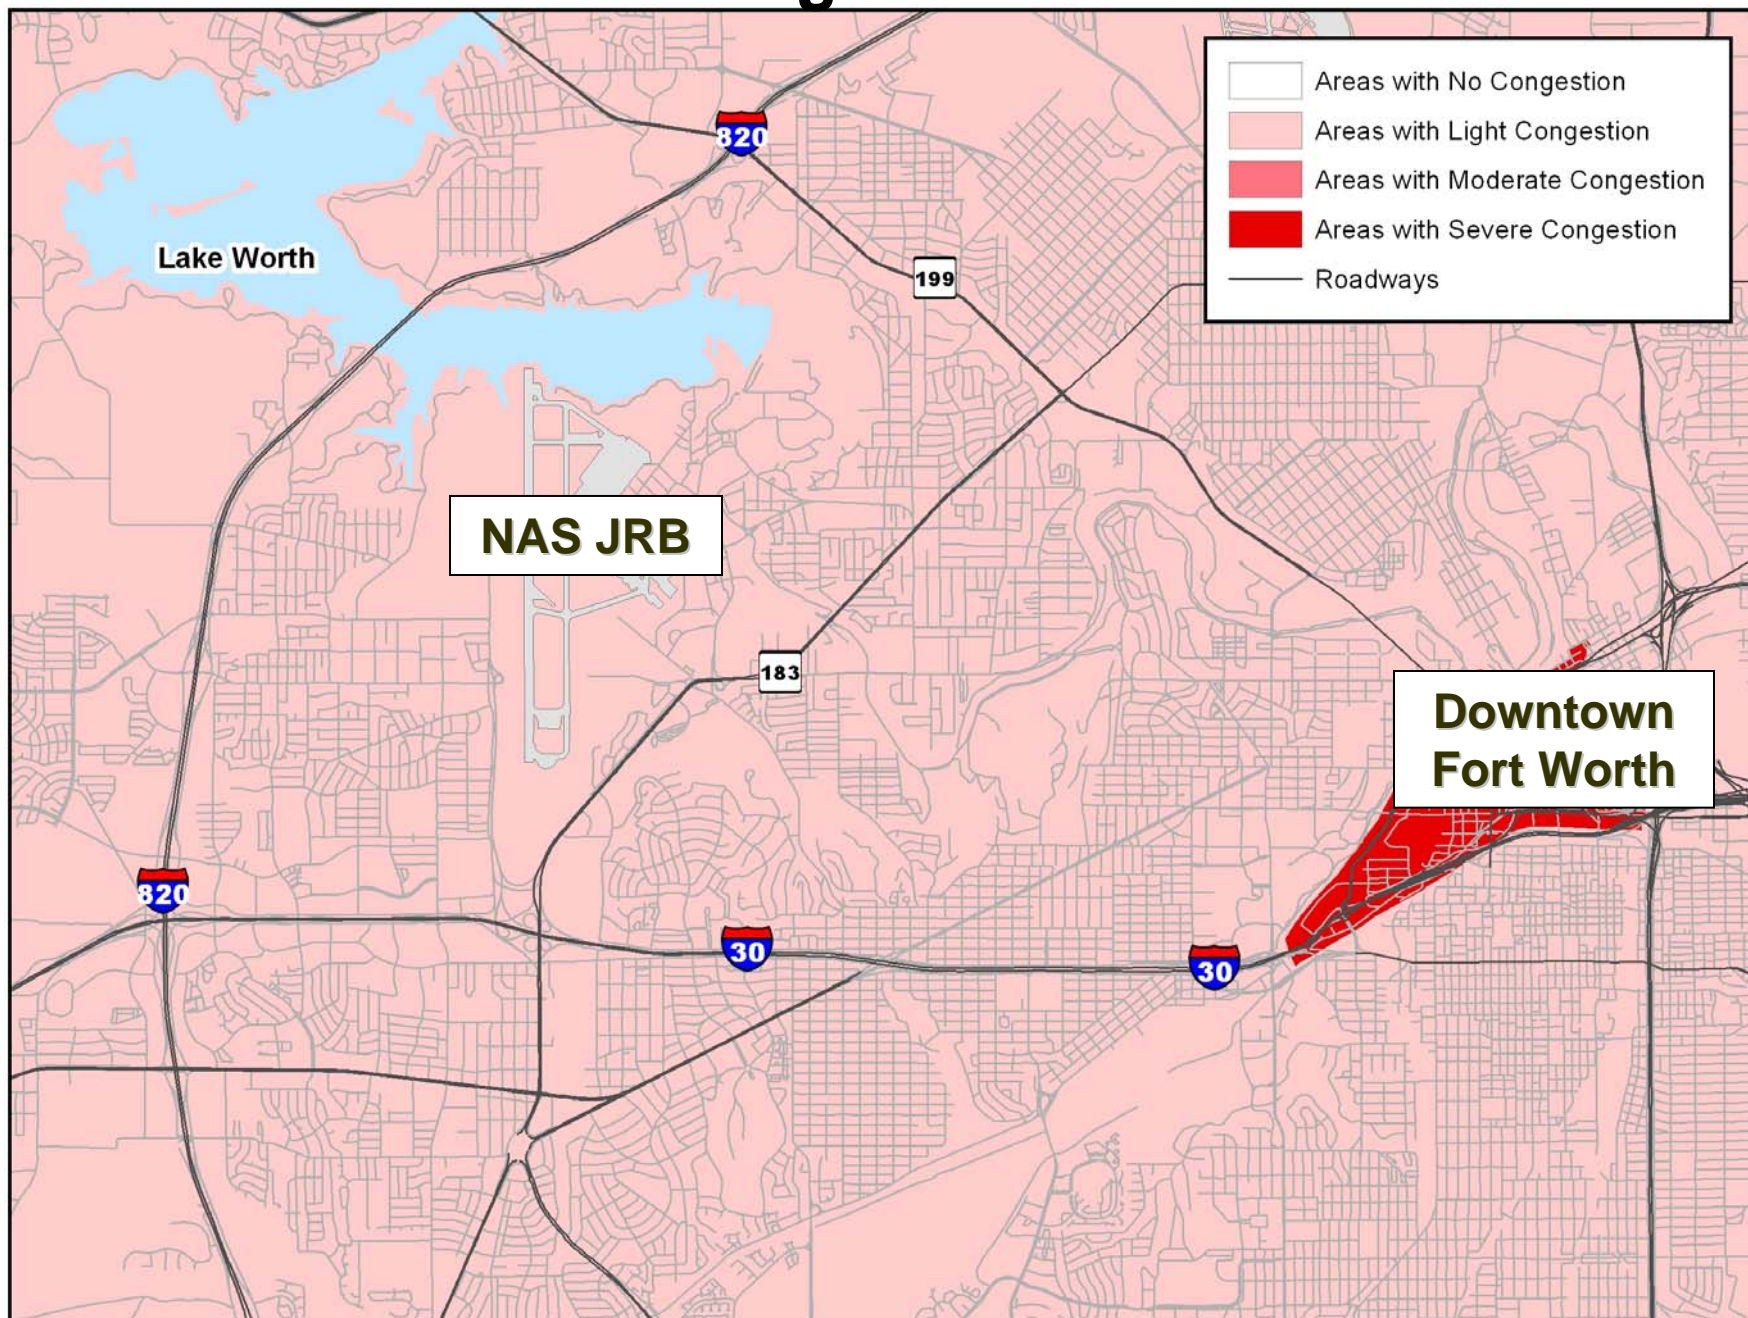 Areas with No Congestion
Areas with Light Congestion
Areas with Moderate Congestion
Areas with Severe Congestion
Roadways
820
Lake Worth
199
NAS JRB
183
Downtown
Fort Worth
820
30
30